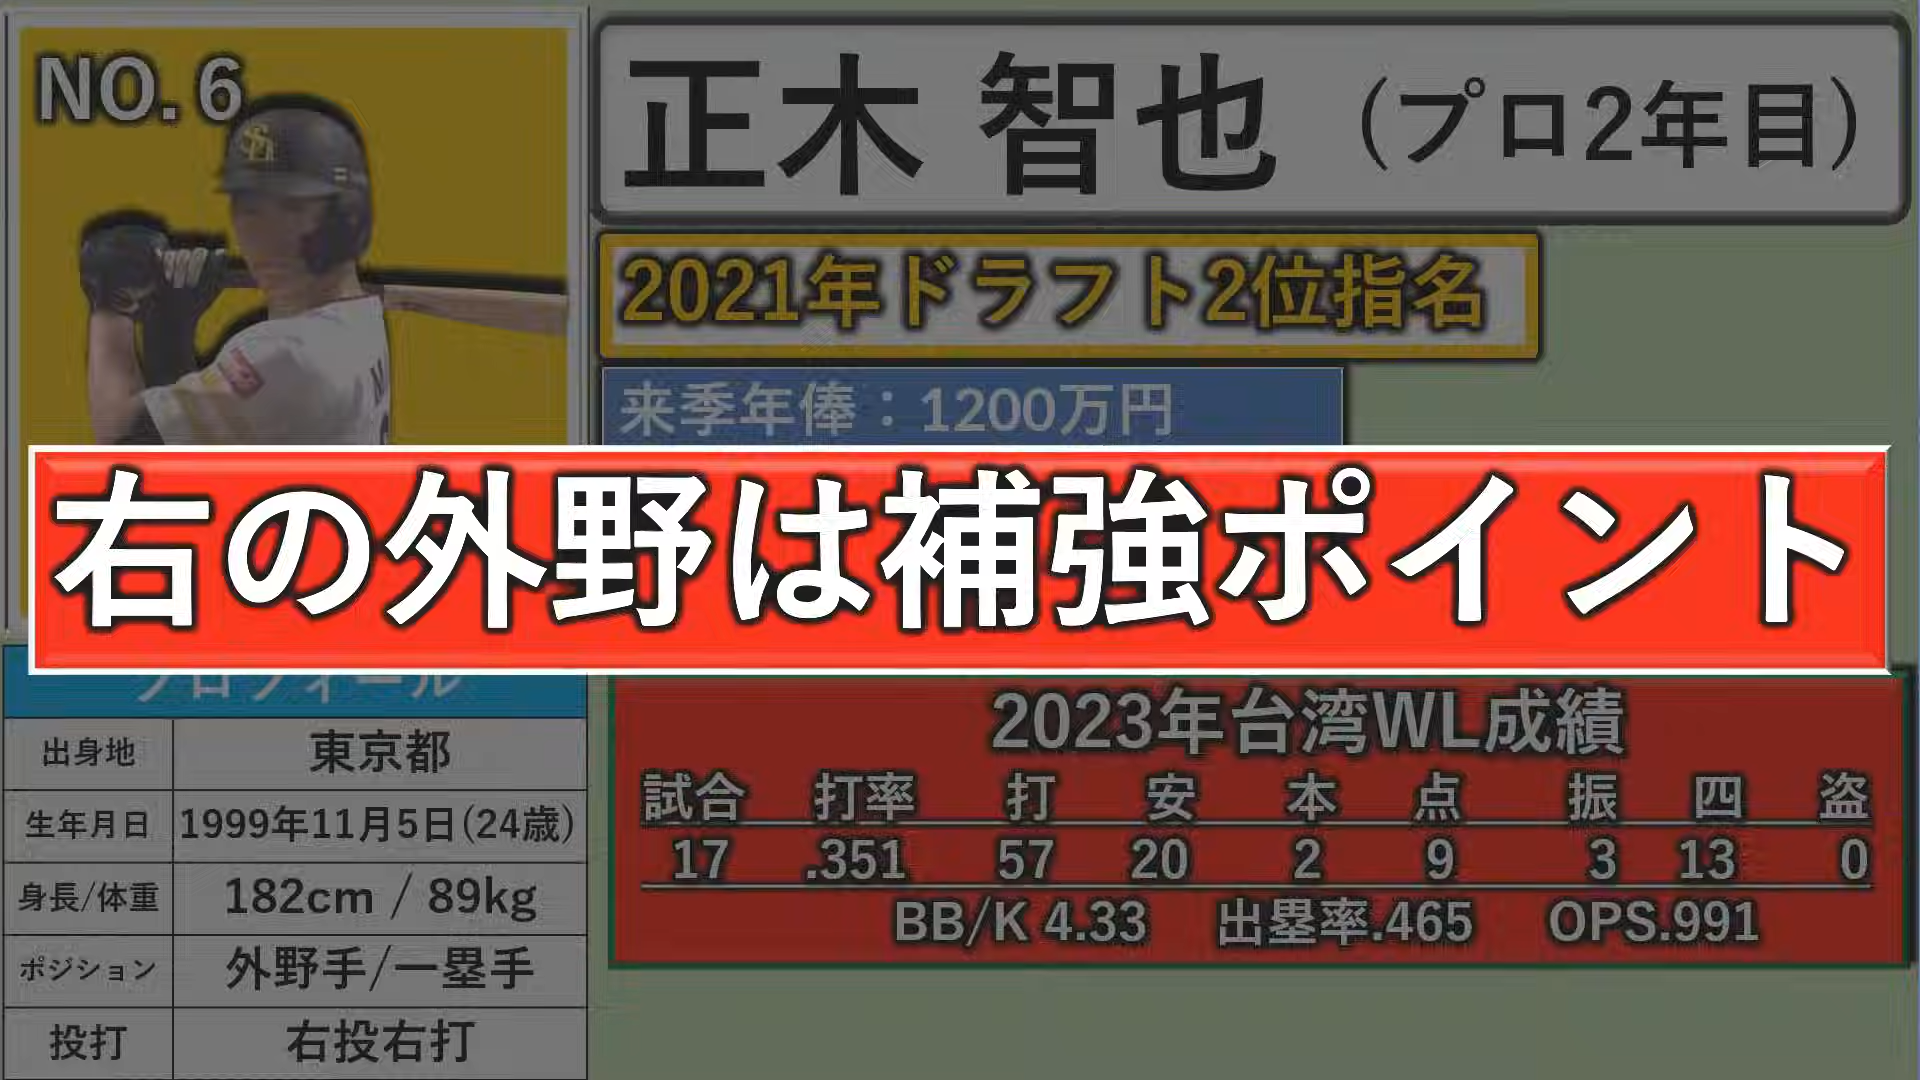 NO.6
正木 智也 (プロ2年目)
2021年ドラフト2位指名
来季年俸：1200万円
右の外野は補強ポイント
プロフィール
出身地 東京都
生年月日 1999年11月5日(24歳)
身長/体重 182cm / 89kg
ポジション 外野手/一塁手
投打 右投右打
2023年台湾WL成績
試合 打率 打 安 本 点 振 四 盗
17 .351 57 20 2 9 3 13 0
BB/K 4.33 出塁率.465 OPS.991